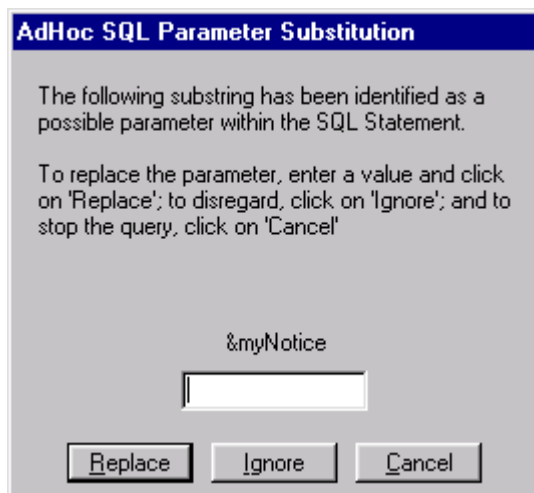 AdHoc SQL Parameter Substitution
The following substring has been identified as a
possible parameter within the SQL Statement.
To replace the parameter, enter a value and click
on 'Replace'; to disregard, click on 'Ignore'; and to
stop the query, click on 'Cancel'
&myNotice
Replace Ignore Cancel